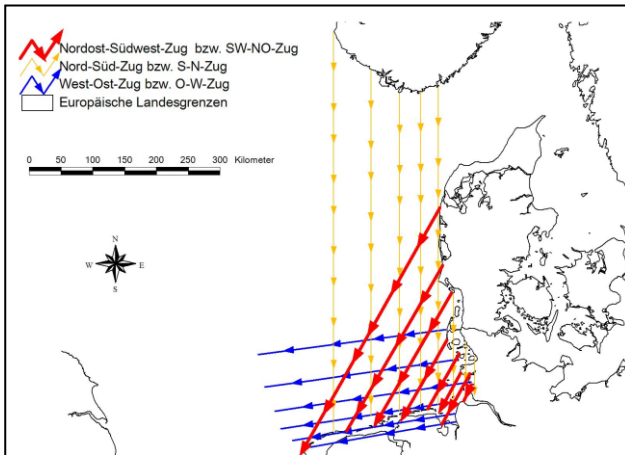 Nordost-Südwest-Zug bzw. SW-NO-Zug
Nord-Süd-Zug bzw. S-N-Zug
West-Ost-Zug bzw. O-W-Zug
Europäische Landesgrenzen
0 50 100 150 200 250 300 Kilometer
N
W E
S